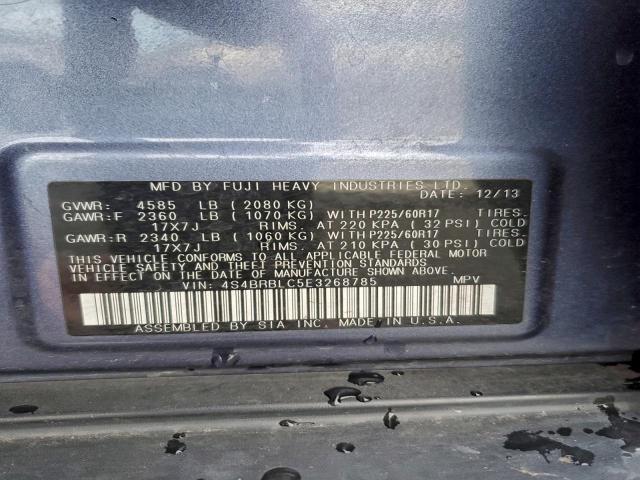 MFD BY FUJI HEAVY INDUSTRIES LTD.
DATE: 12/13
GVWR: 4585 LB ( 2080 KG)
GAWR:F 2360 LB ( 1070 KG) WITH P225/60R17 TIRES.
17X7J RIMS. AT 220 KPA ( 32 PSI) COLD
GAWR:R 2340 LB ( 1060 KG) WITH P225/60R17 TIRES.
17X7J RIMS. AT 210 KPA ( 30 PSI) COLD
THIS VEHICLE CONFORMS TO ALL APPLICABLE FEDERAL MOTOR
VEHICLE SAFETY, AND THEFT PREVENTION STANDARDS
IN EFFECT ON THE DATE OF MANUFACTURE SHOWN ABOVE.
VIN: 4S4BRBLC5E3268785 MPV
ASSEMBLED BY SIA INC. MADE IN U.S.A.